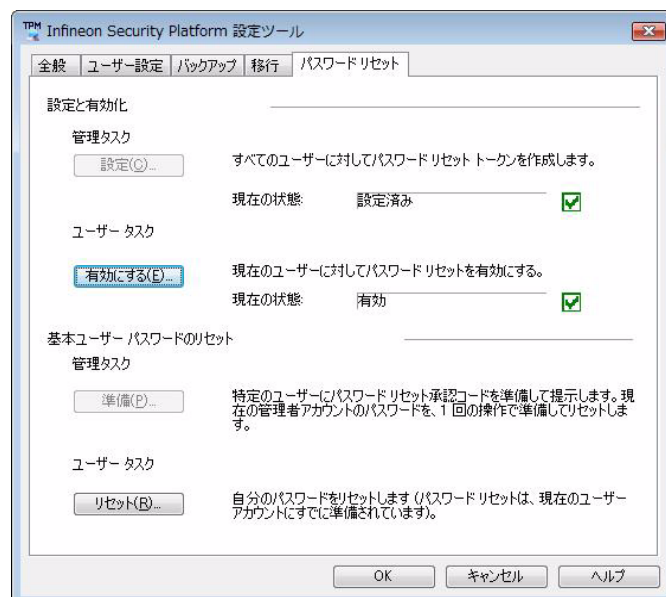 TPM Infineon Security Platform 設定ツール
全般 ユーザー設定 バックアップ 移行 パスワード リセット
設定と有効化
管理タスク
設定(C)... すべてのユーザーに対してパスワード リセット トークンを作成します。
現在の状態: 設定済み
ユーザー タスク
有効にする(E)... 現在のユーザーに対してパスワード リセットを有効にする。
現在の状態: 有効
基本ユーザー パスワードのリセット
管理タスク
準備(P)... 特定のユーザーにパスワード リセット承認コードを準備して提示します。現
在の管理者アカウントのパスワードを、1 回の操作で準備してリセットしま
す。
ユーザー タスク
リセット(R)... 自分のパスワードをリセットします (パスワード リセットは、現在のユーザー
アカウントにすでに準備されています)。
OK キャンセル ヘルプ